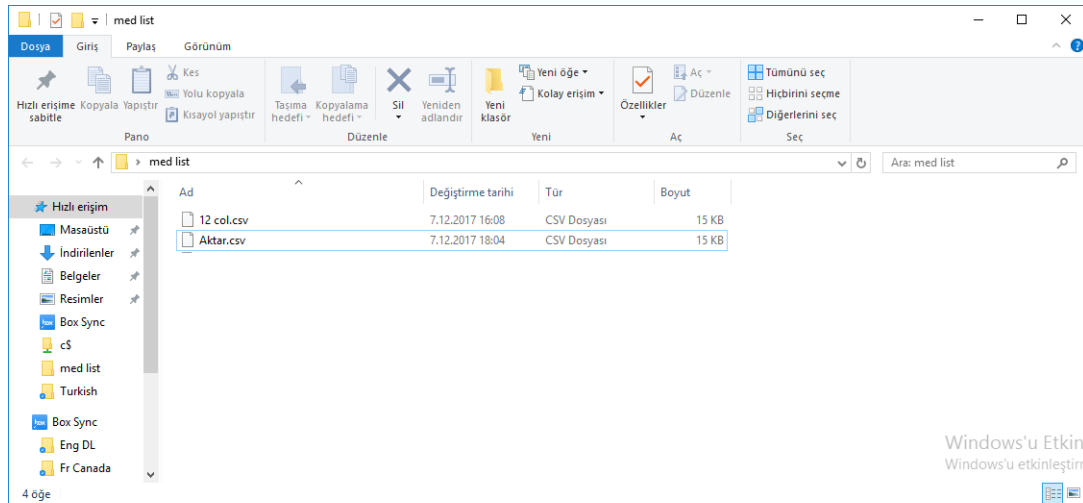 med list
Dosya Giriş Paylaş Görünüm
Hızlı erişime sabitle
Kopyala
Yapıştır
Kes
Yolu kopyala
Kısayol yapıştır
Pano
Taşıma hedefi
Kopyalama hedefi
Sil
Yeniden adlandır
Düzenle
Yeni klasör
Yeni öğe
Kolay erişim
Yeni
Özellikler
Aç
Düzenle
Aç
Tümünü seç
Hiçbirini seçme
Diğerlerini seç
Seç
med list
Ara: med list
Ad Değiştirme tarihi Tür Boyut
12 col.csv 7.12.2017 16:08 CSV Dosyası 15 KB
Aktar.csv 7.12.2017 18:04 CSV Dosyası 15 KB
Hızlı erişim
Masaüstü
İndirilenler
Belgeler
Resimler
Box Sync
c$
med list
Turkish
Box Sync
Eng DL
Fr Canada
Windows'u Etkin
Windows'u etkinleştir
4 öğe